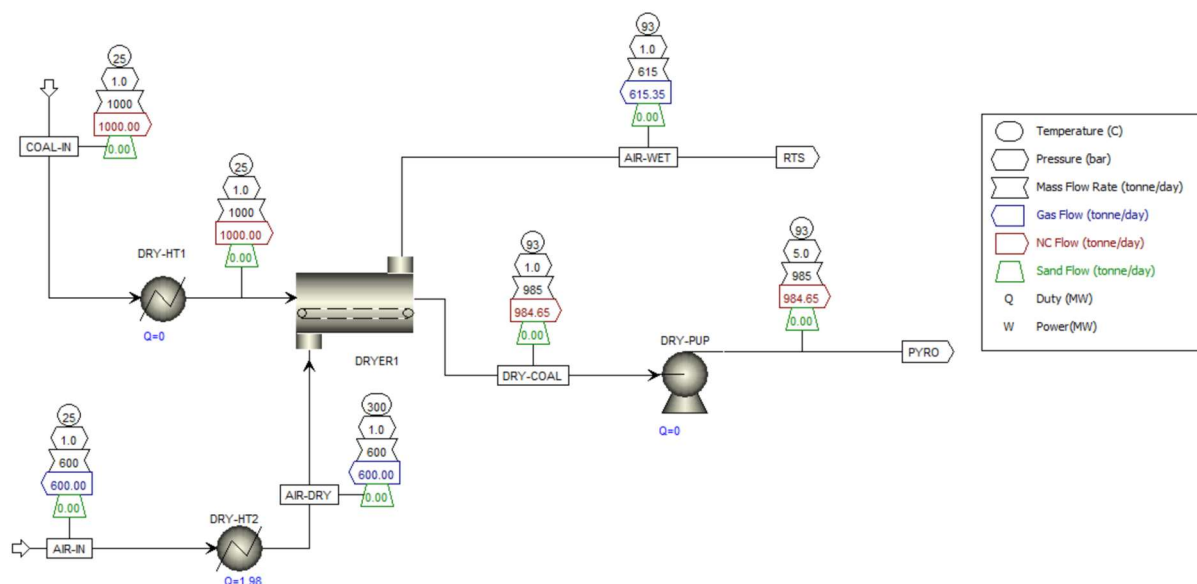 25
1.0
1000
1000.00
0.00
COAL-IN
25
1.0
1000
1000.00
0.00
DRY-HT1
Q=0
93
1.0
615
615.35
0.00
AIR-WET
RTS
DRYER1
93
1.0
985
984.65
0.00
DRY-COAL
DRY-PUP
Q=0
93
5.0
985
984.65
0.00
PYRO
25
1.0
600
600.00
0.00
AIR-IN
DRY-HT2
Q=1.98
300
1.0
600
600.00
0.00
AIR-DRY
Temperature (C)
Pressure (bar)
Mass Flow Rate (tonne/day)
Gas Flow (tonne/day)
NC Flow (tonne/day)
Sand Flow (tonne/day)
Q Duty (MW)
W Power(MW)